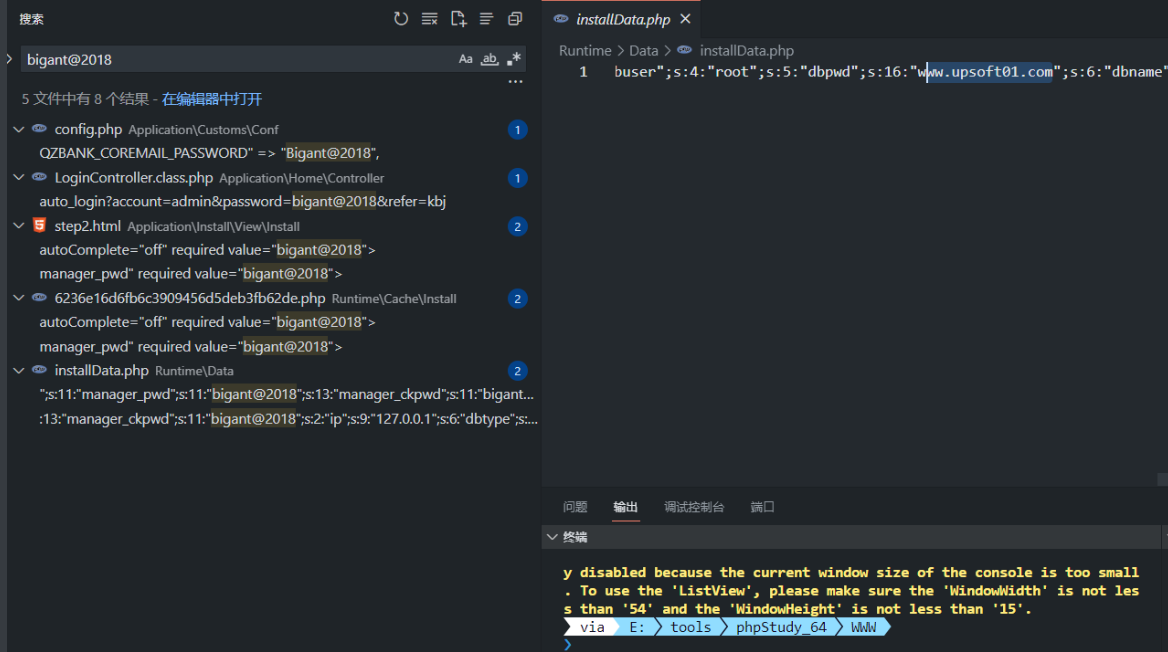 搜索
bigant@2018
Aa ab .*
5 文件中有 8 个结果 - 在编辑器中打开
config.php Application\Customs\Conf 1
QZBANK_COREMAIL_PASSWORD" => "Bigant@2018",
LoginController.class.php Application\Home\Controller 1
auto_login?account=admin&password=bigant@2018&refer=kbj
step2.html Application\Install\View\Install 2
autoComplete="off" required value="bigant@2018">
manager_pwd" required value="bigant@2018">
6236e16d6fb6c3909456d5deb3fb62de.php Runtime\Cache\Install 2
autoComplete="off" required value="bigant@2018">
manager_pwd" required value="bigant@2018">
installData.php Runtime\Data 2
";s:11:"manager_pwd";s:11:"bigant@2018";s:13:"manager_ckpwd";s:11:"bigant...
:13:"manager_ckpwd";s:11:"bigant@2018";s:2:"ip";s:9:"127.0.0.1";s:6:"dbtype";s:...
installData.php
Runtime > Data > installData.php
1 buser";s:4:"root";s:5:"dbpwd";s:16:"www.upsoft01.com";s:6:"dbname"
问题 输出 调试控制台 端口
终端
y disabled because the current window size of the console is too small
. To use the 'ListView', please make sure the 'WindowWidth' is not les
s than '54' and the 'WindowHeight' is not less than '15'.
via E: tools phpStudy_64 WWW